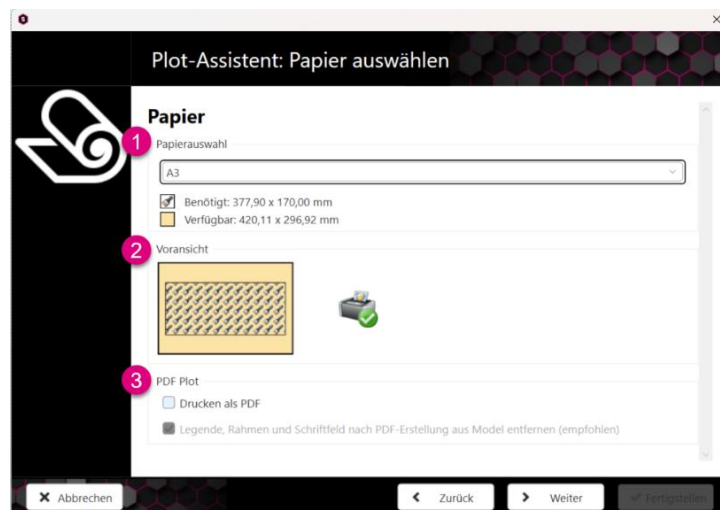 S
Plot-Assistent: Papier auswählen
Papier
1
Papierauswahl
A3
Benötigt: 377,90 x 170,00 mm
Verfügbar: 420,11 x 296,92 mm
2
Voransicht
3
PDF Plot
Drucken als PDF
Legende, Rahmen und Schriftfeld nach PDF-Erstellung aus Model entfernen (empfohlen)
Abbrechen
Zurück
Weiter
Fertigstellen